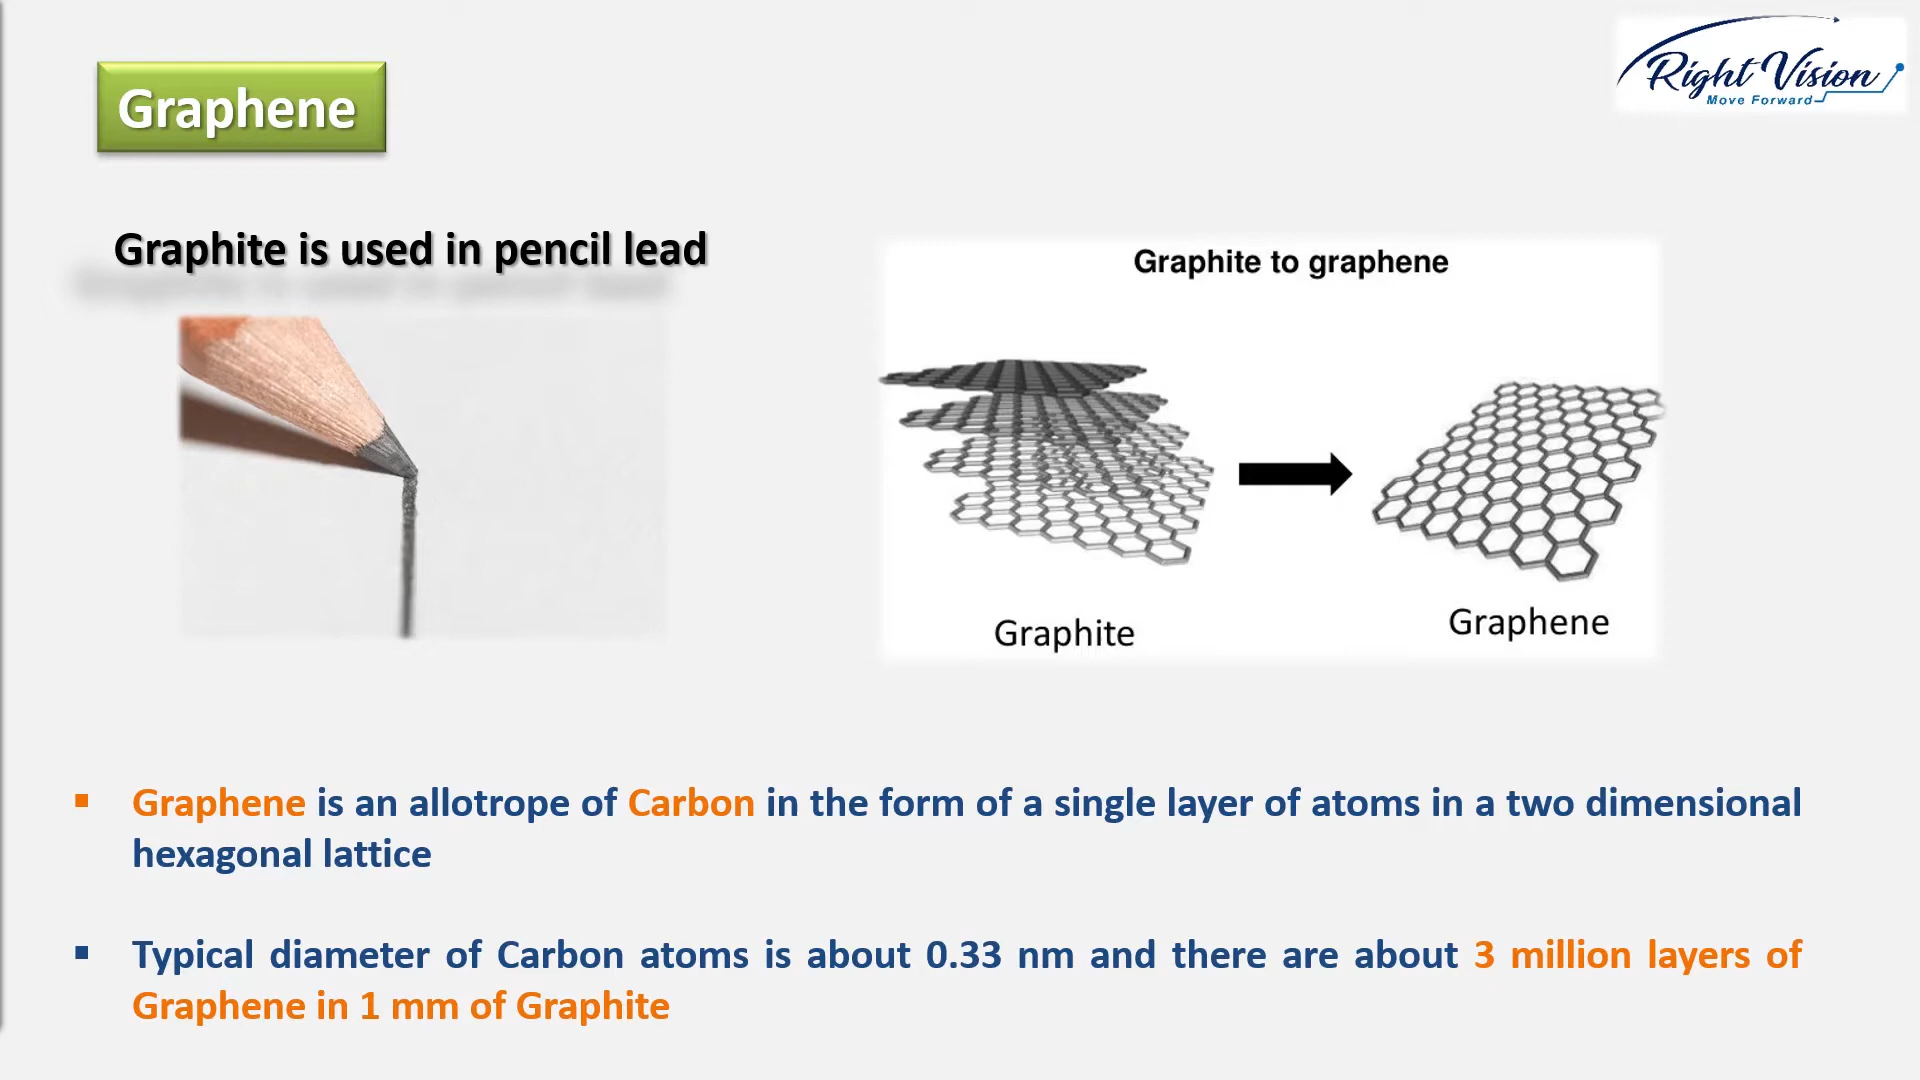 Right Vision
Move Forward
Graphene
Graphite is used in pencil lead
Graphite to graphene
Graphite
Graphene
Graphene is an allotrope of Carbon in the form of a single layer of atoms in a two dimensional
hexagonal lattice
Typical diameter of Carbon atoms is about 0.33 nm and there are about 3 million layers of
Graphene in 1 mm of Graphite